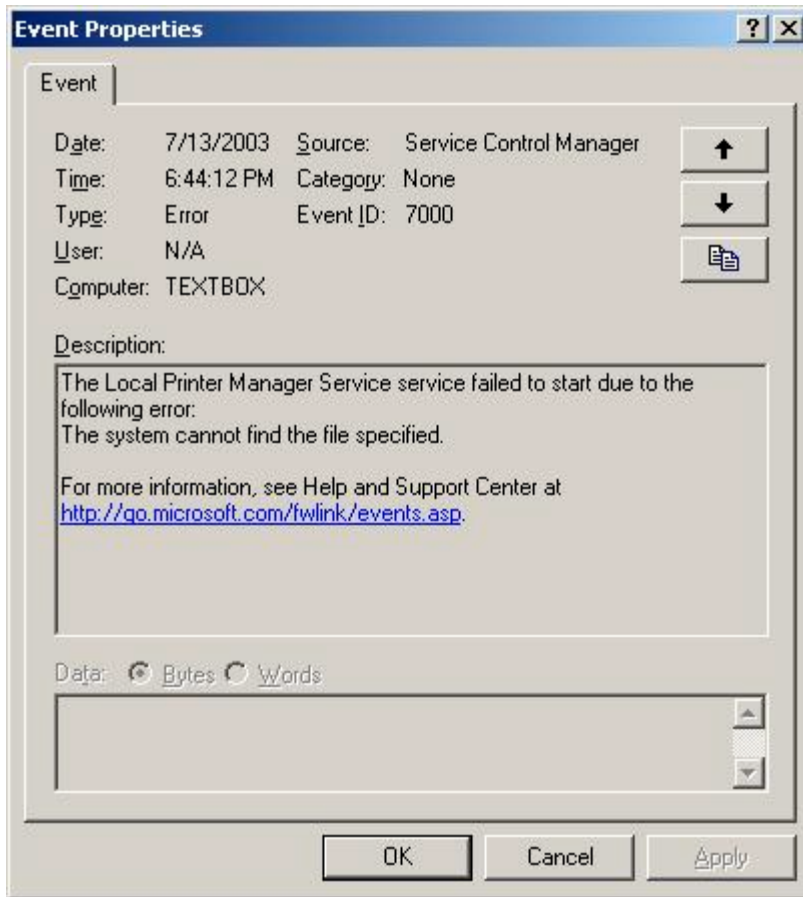 Event Properties
Event
Date: 7/13/2003 Source: Service Control Manager
Time: 6:44:12 PM Category: None
Type: Error Event ID: 7000
User: N/A
Computer: TEXTBOX
Description:
The Local Printer Manager Service service failed to start due to the
following error:
The system cannot find the file specified.
For more information, see Help and Support Center at
http://go.microsoft.com/fwlink/events.asp.
Data: Bytes Words
OK Cancel Apply